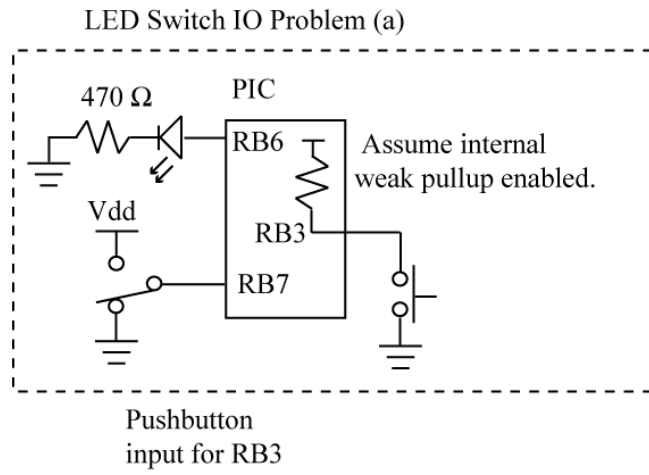 LED Switch IO Problem (a)
470 Ω
PIC
RB6
Assume internal
weak pullup enabled.
Vdd
RB3
RB7
Pushbutton
input for RB3